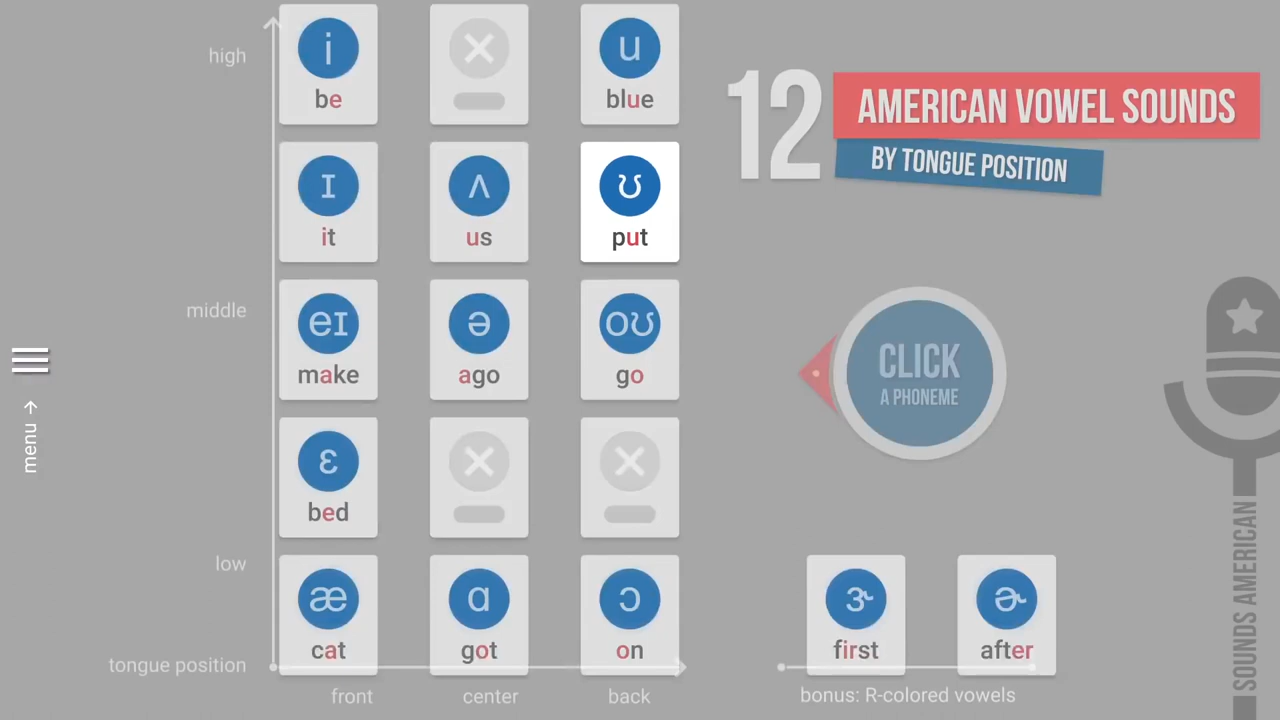 high
i
be
u
blue
12
AMERICAN VOWEL SOUNDS
BY TONGUE POSITION
ɪ
it
ʌ
us
ʊ
put
middle
eɪ
make
ə
ago
oʊ
go
CLICK
A PHONEME
menu →
ɛ
bed
low
æ
cat
ɑ
got
ɔ
on
ɝ
first
ɚ
after
tongue position
front
center
back
bonus: R-colored vowels
SOUNDS AMERICAN